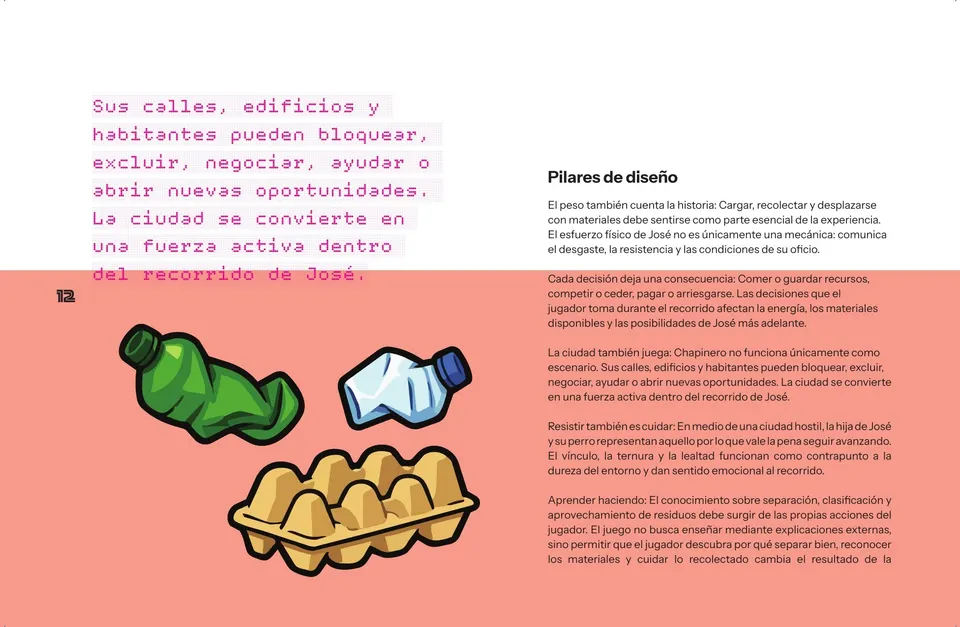 Sus calles, edificios y
habitantes pueden bloquear,
excluir, negociar, ayudar o
abrir nuevas oportunidades.
La ciudad se convierte en
una fuerza activa dentro
del recorrido de José.
12
Pilares de diseño
El peso también cuenta la historia: Cargar, recolectar y desplazarse
con materiales debe sentirse como parte esencial de la experiencia.
El esfuerzo físico de José no es únicamente una mecánica: comunica
el desgaste, la resistencia y las condiciones de su oficio.
Cada decisión deja una consecuencia: Comer o guardar recursos,
competir o ceder, pagar o arriesgarse. Las decisiones que el
jugador toma durante el recorrido afectan la energía, los materiales
disponibles y las posibilidades de José más adelante.
La ciudad también juega: Chapinero no funciona únicamente como
escenario. Sus calles, edificios y habitantes pueden bloquear, excluir,
negociar, ayudar o abrir nuevas oportunidades. La ciudad se convierte
en una fuerza activa dentro del recorrido de José.
Resistir también es cuidar: En medio de una ciudad hostil, la hija de José
y su perro representan aquello por lo que vale la pena seguir avanzando.
El vínculo, la ternura y la lealtad funcionan como contrapunto a la
dureza del entorno y dan sentido emocional al recorrido.
Aprender haciendo: El conocimiento sobre separación, clasificación y
aprovechamiento de residuos debe surgir de las propias acciones del
jugador. El juego no busca enseñar mediante explicaciones externas,
sino permitir que el jugador descubra por qué separar bien, reconocer
los materiales y cuidar lo recolectado cambia el resultado de la